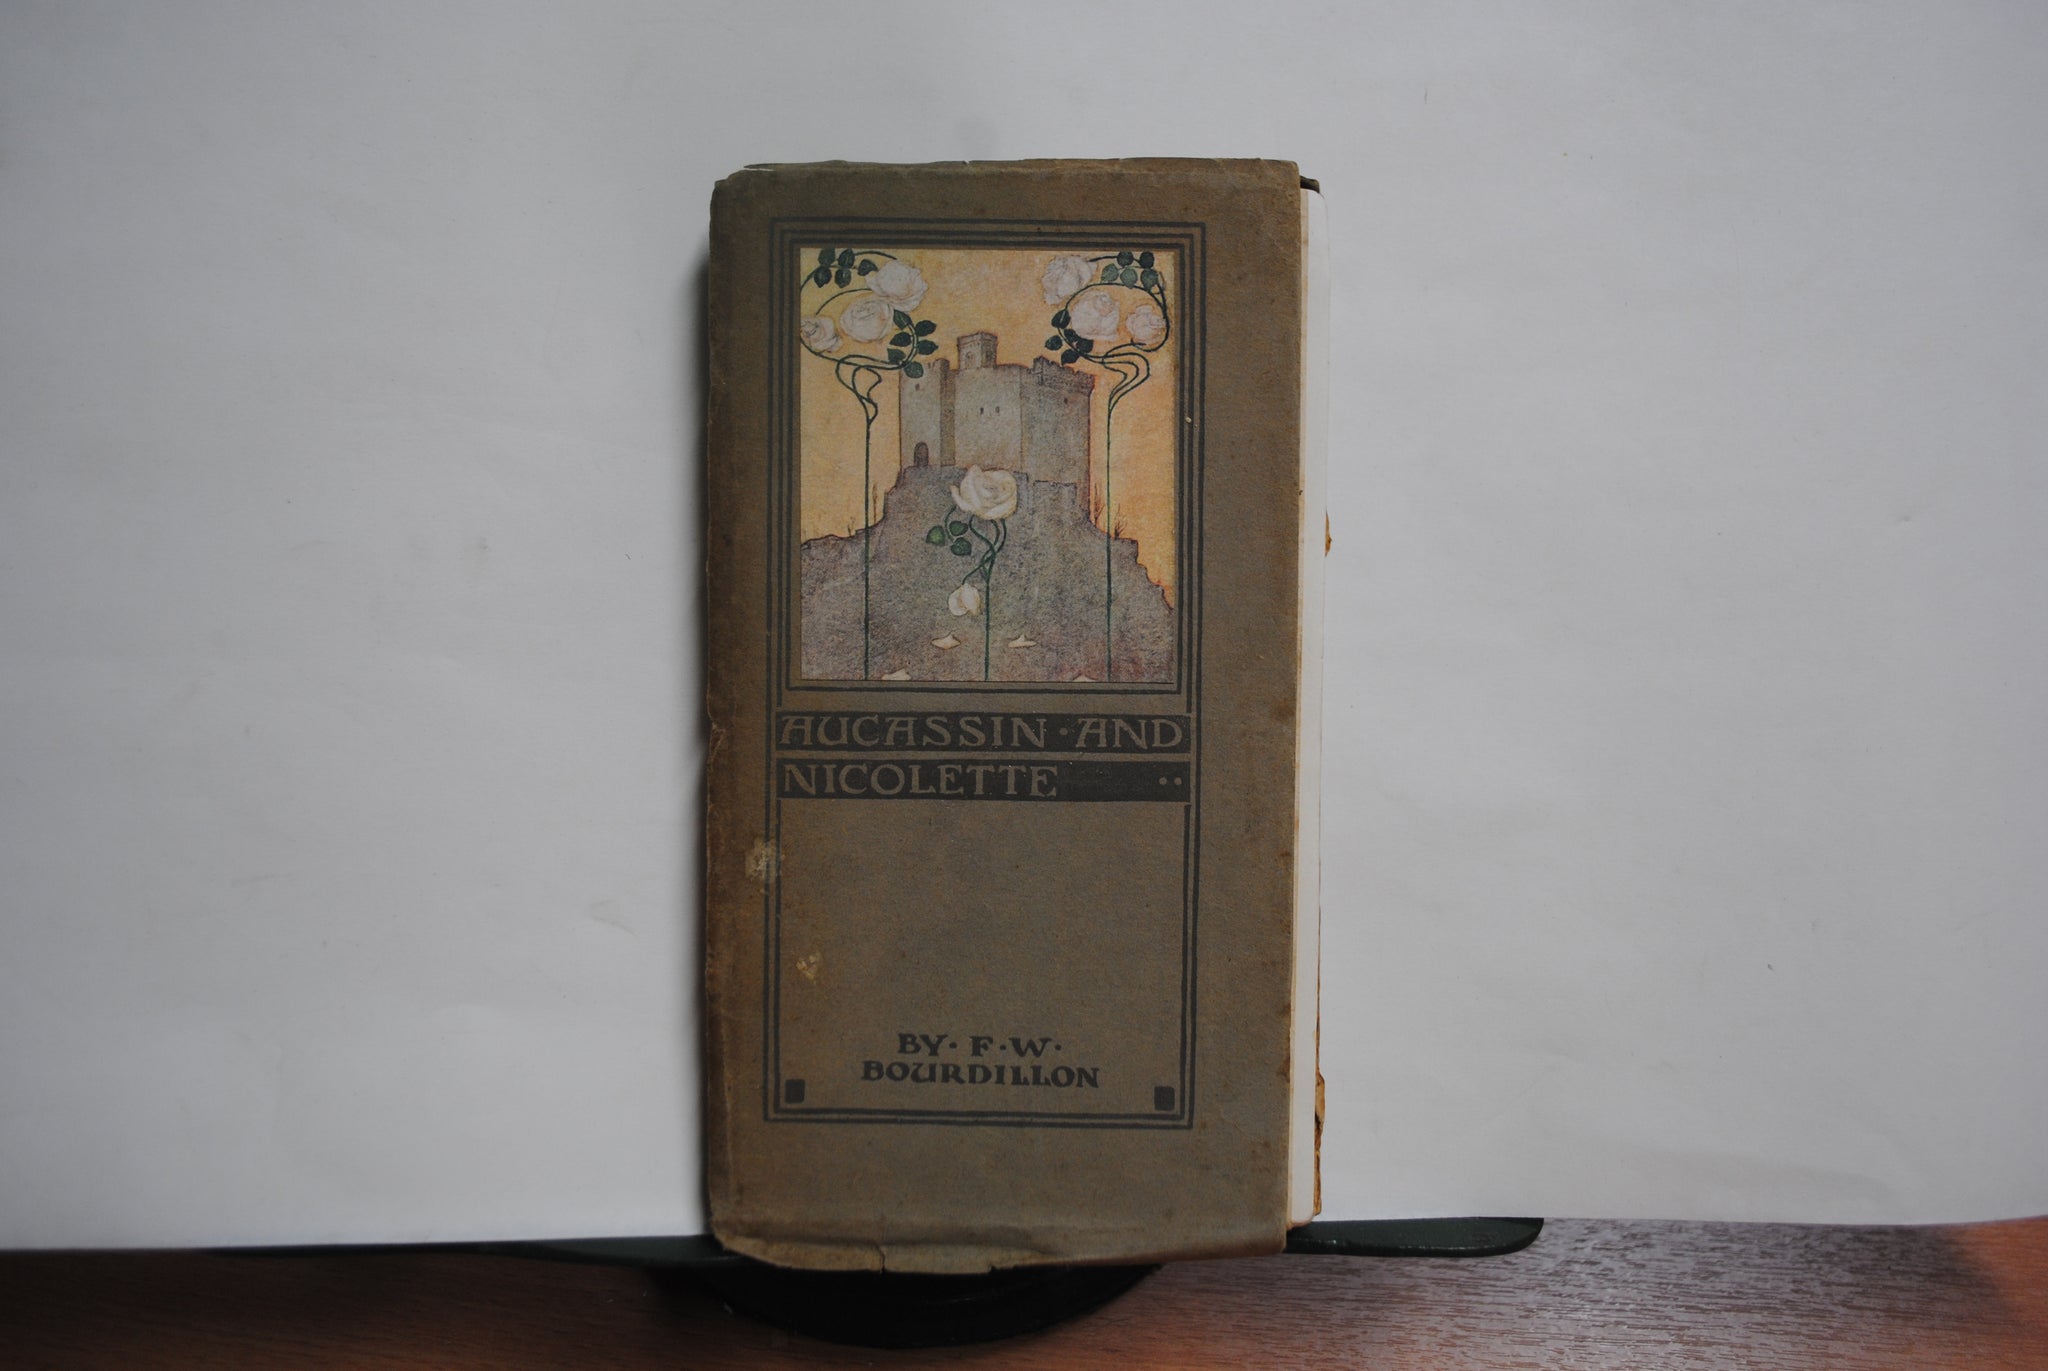 AUCASSIN · AND
NICOLETTE ··
BY · F · W ·
BOURDILLON